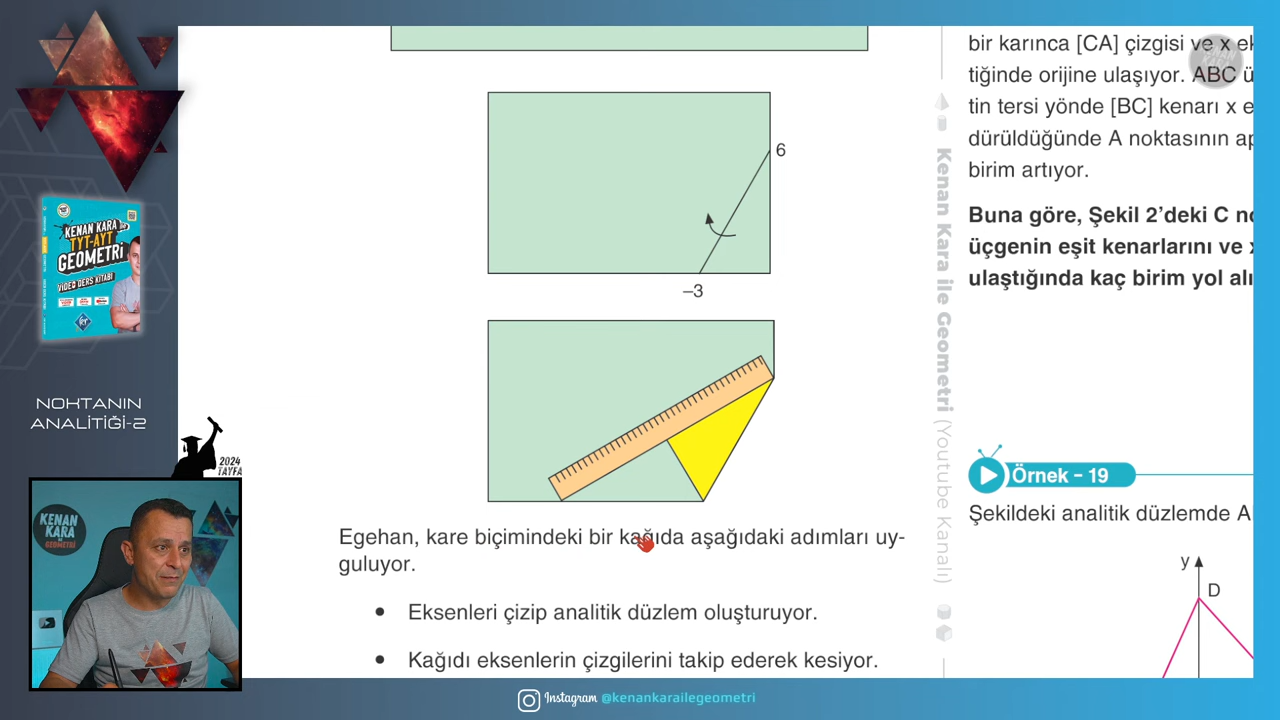 KENAN KARA
TYT-AYT
GEOMETRİ
VİDEO DERS KİTABI
NOKTANIN
ANALİTİĞİ-2
2024
TAYFA
KENAN
KARA
GEOMETRİ
6
–3
Egehan, kare biçimindeki bir kağıda aşağıdaki adımları uy-
guluyor.
• Eksenleri çizip analitik düzlem oluşturuyor.
• Kağıdı eksenlerin çizgilerini takip ederek kesiyor.
Kenan Kara ile Geometri (Youtube Kanalı)
bir karınca [CA] çizgisi ve x ek
tiğinde orijine ulaşıyor. ABC ü
tin tersi yönde [BC] kenarı x e
dürüldüğünde A noktasının ap
birim artıyor.
Buna göre, Şekil 2’deki C no
üçgenin eşit kenarlarını ve x
ulaştığında kaç birim yol alı
Örnek – 19
Şekildeki analitik düzlemde A
y
D
Instagram @kenankarailegeometri